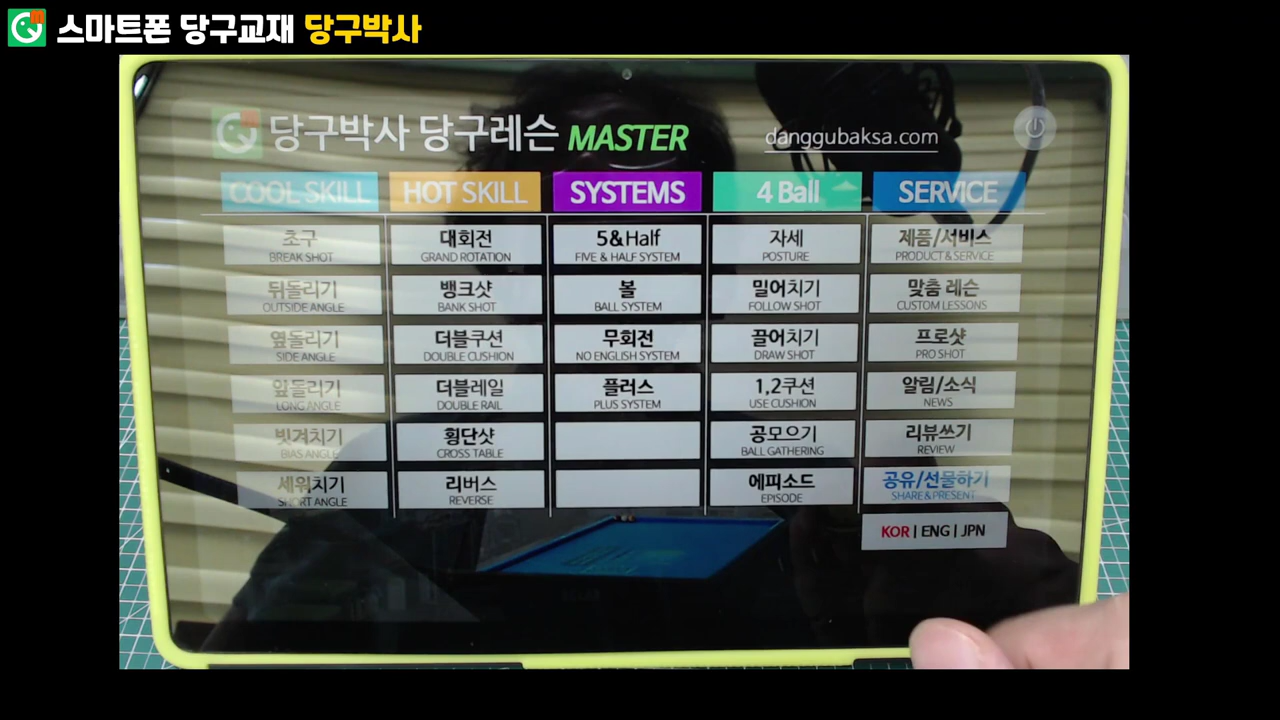 스마트폰 당구교재 당구박사
당구박사 당구레슨 MASTER
danggubaksa.com
COOL SKILL
HOT SKILL
SYSTEMS
4 Ball
SERVICE
초구
BREAK SHOT
대회전
GRAND ROTATION
5&Half
FIVE & HALF SYSTEM
자세
POSTURE
제품/서비스
PRODUCT & SERVICE
뒤돌리기
OUTSIDE ANGLE
뱅크샷
BANK SHOT
볼
BALL SYSTEM
밀어치기
FOLLOW SHOT
맞춤 레슨
CUSTOM LESSONS
옆돌리기
SIDE ANGLE
더블쿠션
DOUBLE CUSHION
무회전
NO ENGLISH SYSTEM
끌어치기
DRAW SHOT
프로샷
PRO SHOT
앞돌리기
LONG ANGLE
더블레일
DOUBLE RAIL
플러스
PLUS SYSTEM
1,2쿠션
USE CUSHION
알림/소식
NEWS
빗겨치기
BIAS ANGLE
횡단샷
CROSS TABLE
공모으기
BALL GATHERING
리뷰쓰기
REVIEW
세워치기
SHORT ANGLE
리버스
REVERSE
에피소드
EPISODE
공유/선물하기
SHARE & PRESENT
KOR | ENG | JPN